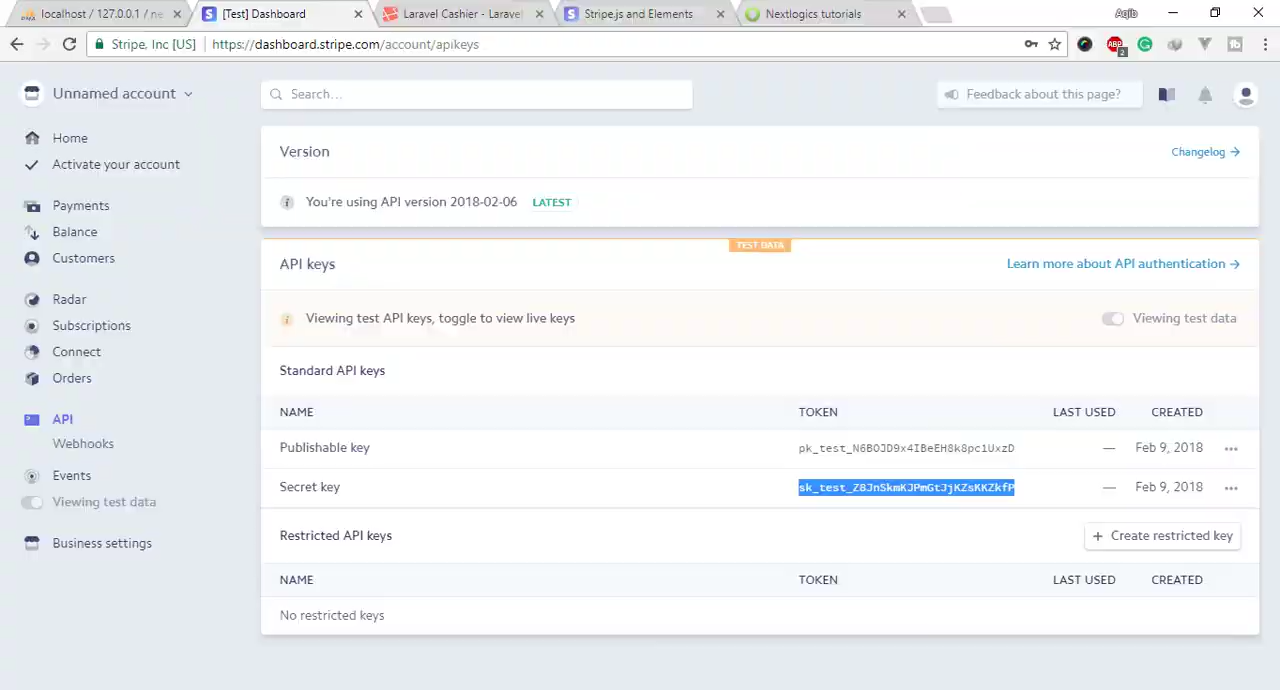 localhost / 127.0.0.1 / ne
[Test] Dashboard
Laravel Cashier - Laravel
Stripe.js and Elements
Nextlogics tutorials
Aqib
Stripe, Inc [US]
https://dashboard.stripe.com/account/apikeys
ABP
2
Unnamed account
Search...
Feedback about this page?
Home
Activate your account
Payments
Balance
Customers
Radar
Subscriptions
Connect
Orders
API
Webhooks
Events
Viewing test data
Business settings
Version
Changelog →
You're using API version 2018-02-06 LATEST
TEST DATA
API keys
Learn more about API authentication →
Viewing test API keys, toggle to view live keys
Viewing test data
Standard API keys
NAME TOKEN LAST USED CREATED
Publishable key pk_test_N6BOJD9x4IBeEH8k8pc1UxzD — Feb 9, 2018 •••
Secret key sk_test_Z8JnSkmKJPmGtJjKZsKKZkfP — Feb 9, 2018 •••
Restricted API keys
+ Create restricted key
NAME TOKEN LAST USED CREATED
No restricted keys